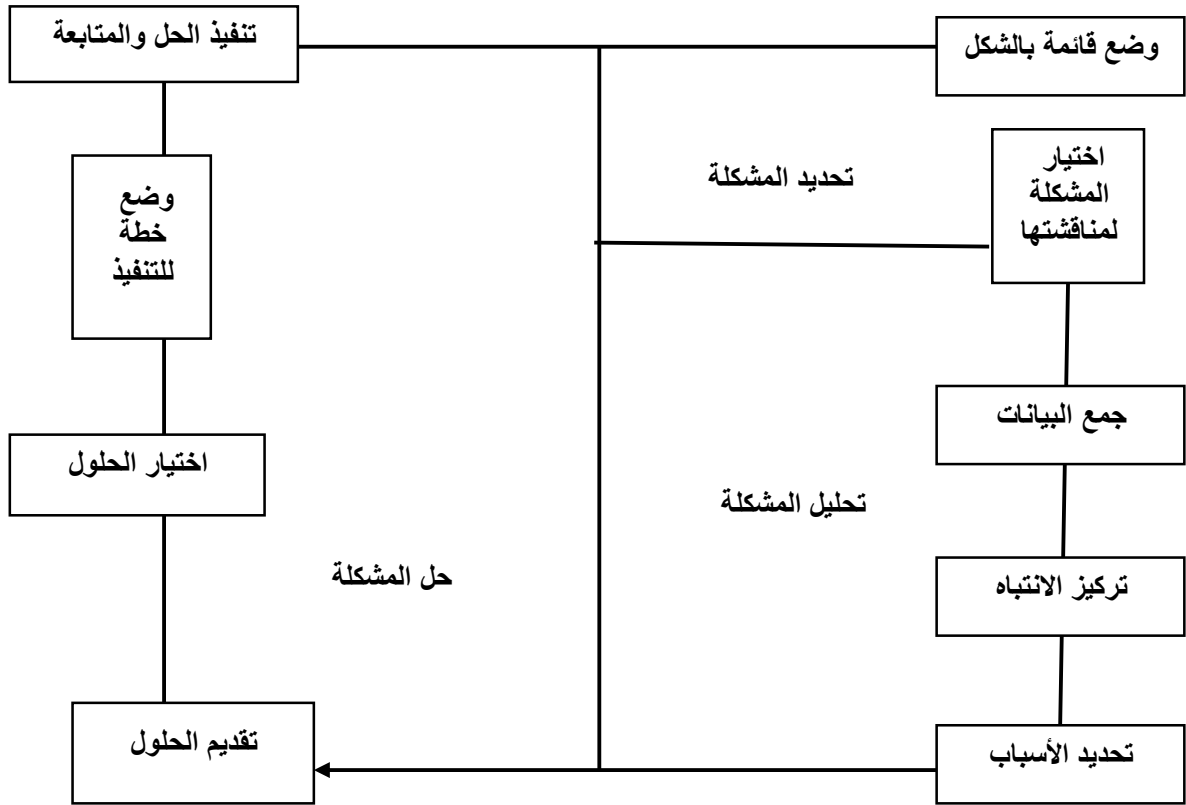 وضع قائمة بالشكل
تنفيذ الحل والمتابعة
اختيار
المشكلة
لمناقشتها
تحديد المشكلة
وضع
خطة
للتنفيذ
جمع البيانات
اختيار الحلول
تحليل المشكلة
حل المشكلة
تركيز الانتباه
تحديد الأسباب
تقديم الحلول